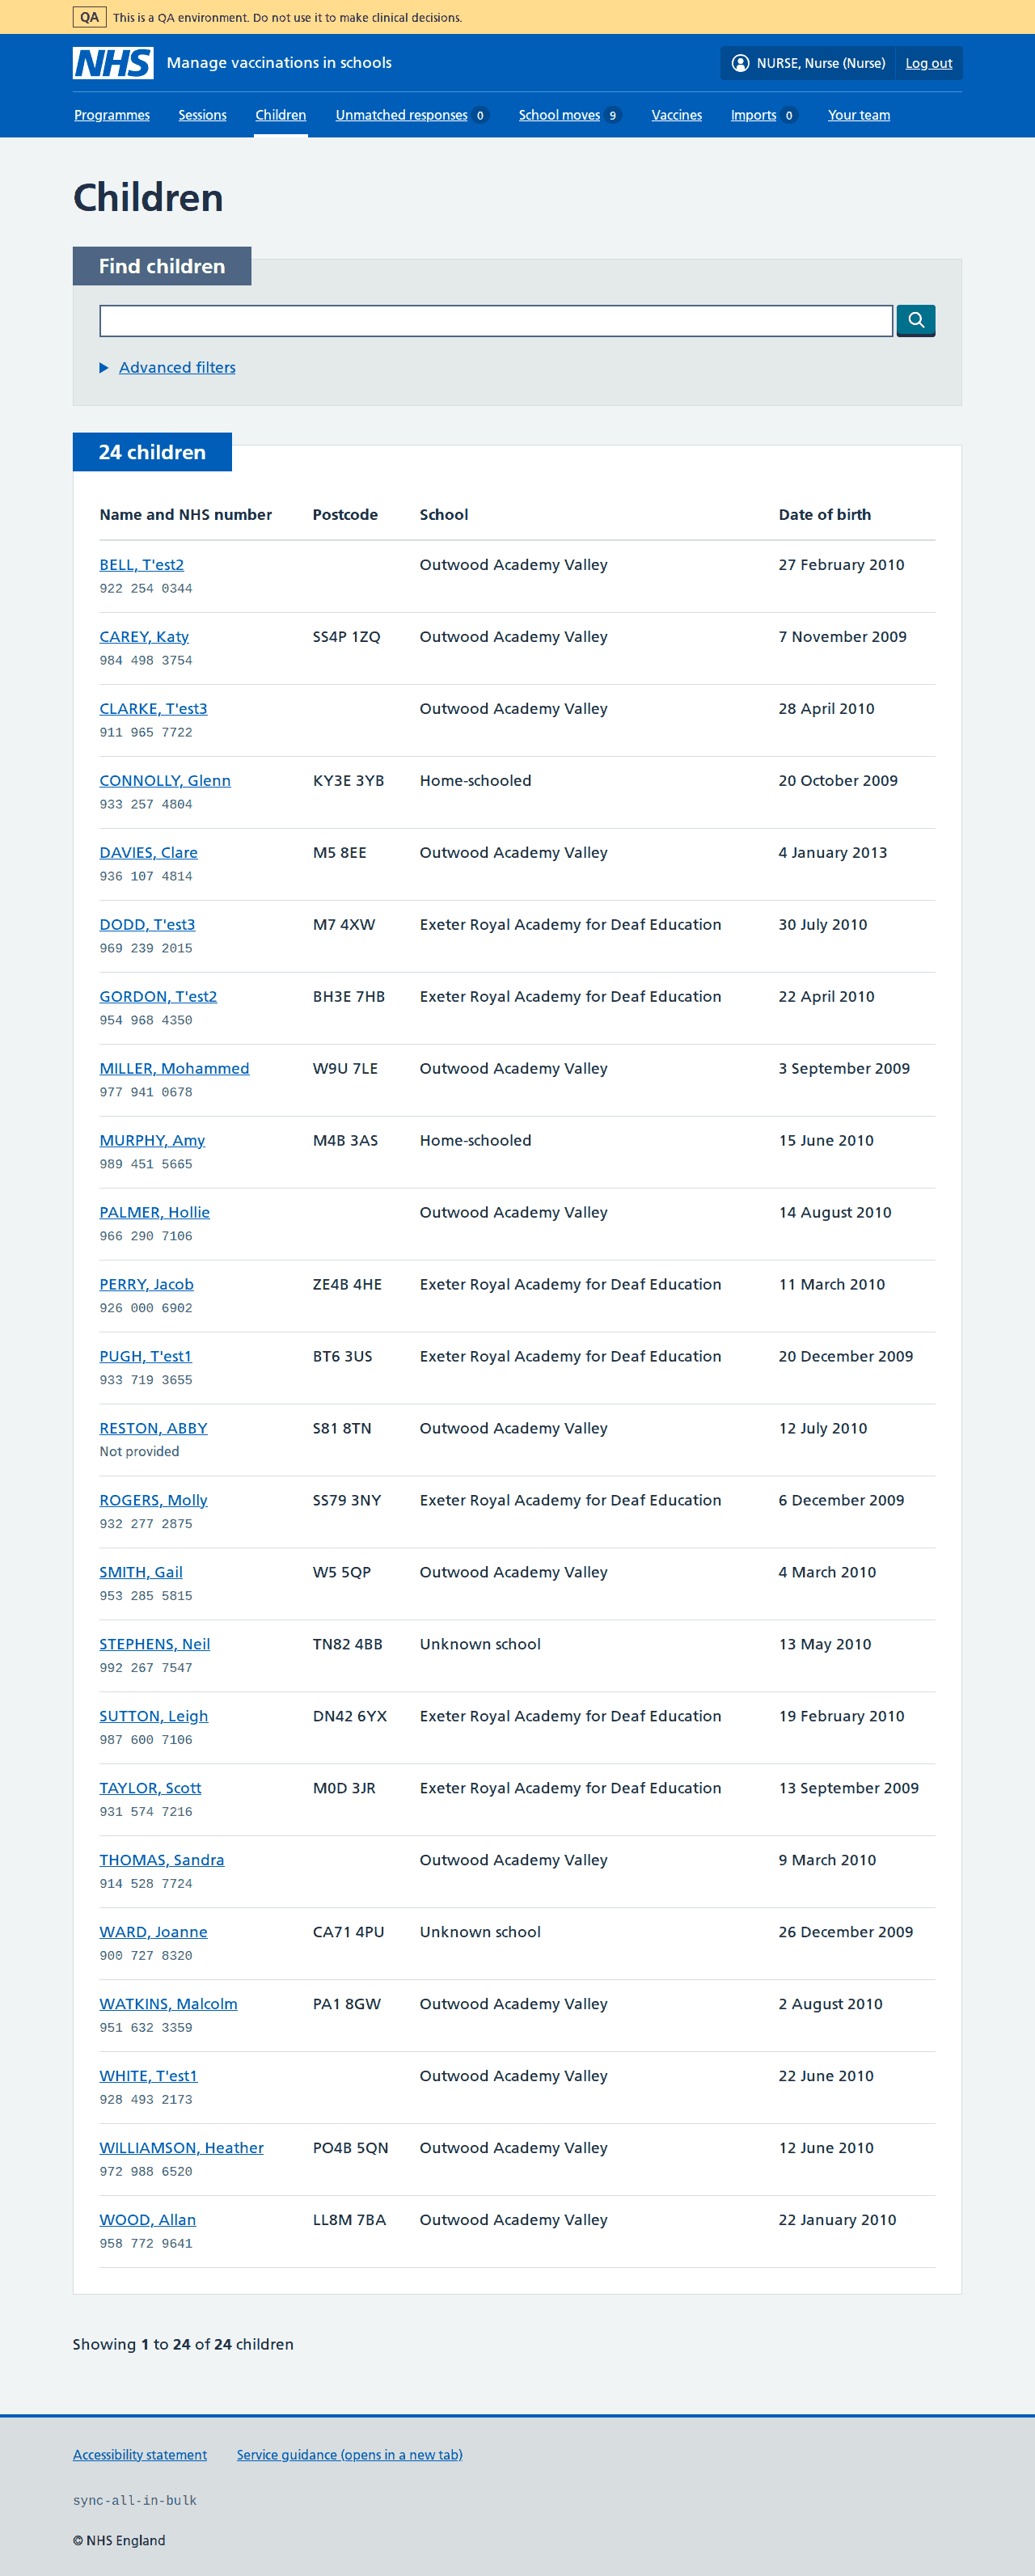 QA This is a QA environment. Do not use it to make clinical decisions.
NHS Manage vaccinations in schools NURSE, Nurse (Nurse) Log out
Programmes Sessions Children Unmatched responses 0 School moves 9 Vaccines Imports 0 Your team
Children
Find children
Advanced filters
24 children
Name and NHS number Postcode School Date of birth
BELL, T'est2 Outwood Academy Valley 27 February 2010
922 254 0344
CAREY, Katy SS4P 1ZQ Outwood Academy Valley 7 November 2009
984 498 3754
CLARKE, T'est3 Outwood Academy Valley 28 April 2010
911 965 7722
CONNOLLY, Glenn KY3E 3YB Home-schooled 20 October 2009
933 257 4804
DAVIES, Clare M5 8EE Outwood Academy Valley 4 January 2013
936 107 4814
DODD, T'est3 M7 4XW Exeter Royal Academy for Deaf Education 30 July 2010
969 239 2015
GORDON, T'est2 BH3E 7HB Exeter Royal Academy for Deaf Education 22 April 2010
954 968 4350
MILLER, Mohammed W9U 7LE Outwood Academy Valley 3 September 2009
977 941 0678
MURPHY, Amy M4B 3AS Home-schooled 15 June 2010
989 451 5665
PALMER, Hollie Outwood Academy Valley 14 August 2010
966 290 7106
PERRY, Jacob ZE4B 4HE Exeter Royal Academy for Deaf Education 11 March 2010
926 000 6902
PUGH, T'est1 BT6 3US Exeter Royal Academy for Deaf Education 20 December 2009
933 719 3655
RESTON, ABBY S81 8TN Outwood Academy Valley 12 July 2010
Not provided
ROGERS, Molly SS79 3NY Exeter Royal Academy for Deaf Education 6 December 2009
932 277 2875
SMITH, Gail W5 5QP Outwood Academy Valley 4 March 2010
953 285 5815
STEPHENS, Neil TN82 4BB Unknown school 13 May 2010
992 267 7547
SUTTON, Leigh DN42 6YX Exeter Royal Academy for Deaf Education 19 February 2010
987 600 7106
TAYLOR, Scott M0D 3JR Exeter Royal Academy for Deaf Education 13 September 2009
931 574 7216
THOMAS, Sandra Outwood Academy Valley 9 March 2010
914 528 7724
WARD, Joanne CA71 4PU Unknown school 26 December 2009
900 727 8320
WATKINS, Malcolm PA1 8GW Outwood Academy Valley 2 August 2010
951 632 3359
WHITE, T'est1 Outwood Academy Valley 22 June 2010
928 493 2173
WILLIAMSON, Heather PO4B 5QN Outwood Academy Valley 12 June 2010
972 988 6520
WOOD, Allan LL8M 7BA Outwood Academy Valley 22 January 2010
958 772 9641
Showing 1 to 24 of 24 children
Accessibility statement Service guidance (opens in a new tab)
sync-all-in-bulk
© NHS England